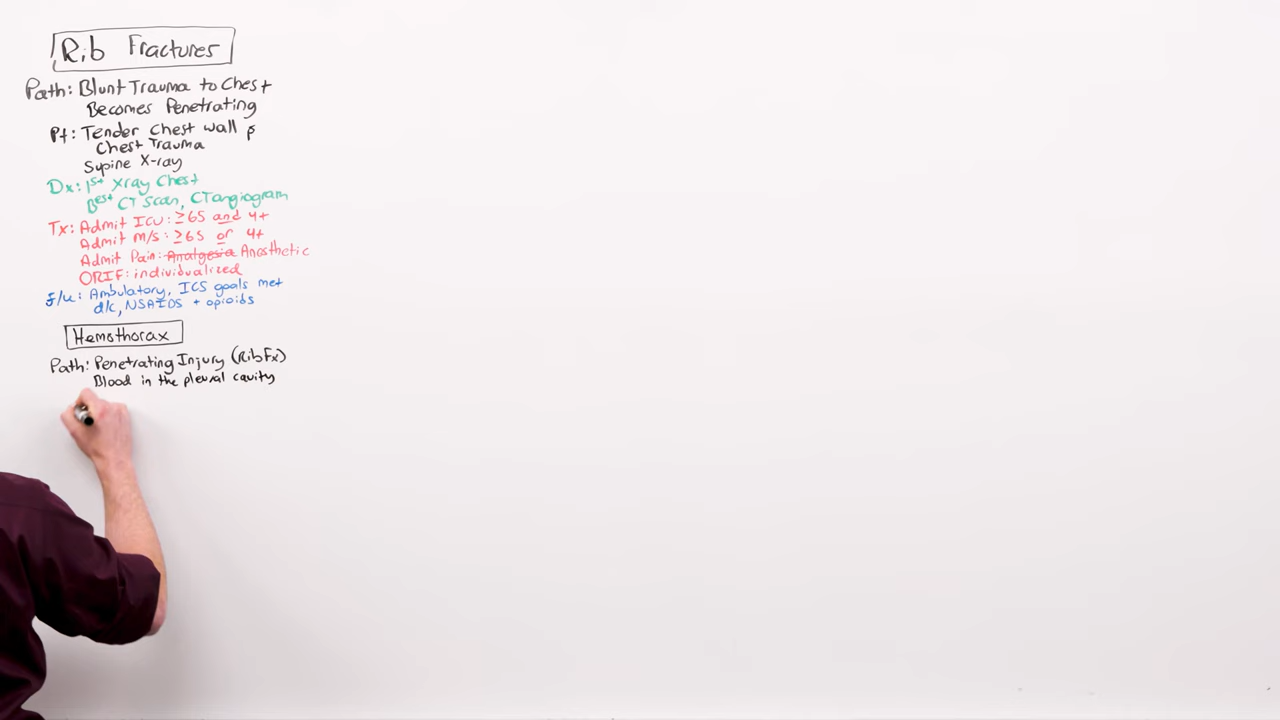 Rib Fractures
Path: Blunt Trauma to Chest
Becomes Penetrating
Pt: Tender Chest Wall p̄
Chest Trauma
Supine X-ray
Dx: 1st Xray Chest
Best CT Scan, CTangiogram
Tx: Admit ICU: ≥65 and 4+
Admit m/s: ≥65 or 4+
Admit Pain: Analgesia Anesthetic
ORIF: individualized
F/u: Ambulatory, ICS goals met
d/c, NSAIDS + opioids
Hemothorax
Path: Penetrating Injury (Rib Fx)
Blood in the pleural cavity